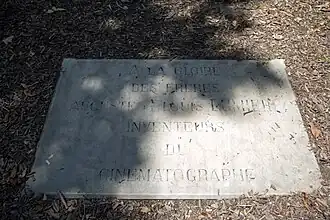 A LA GLOIRE
DES FRERES
AUGUSTE & LOUIS LUMIERE
INVENTEURS
DU
CINEMATOGRAPHE